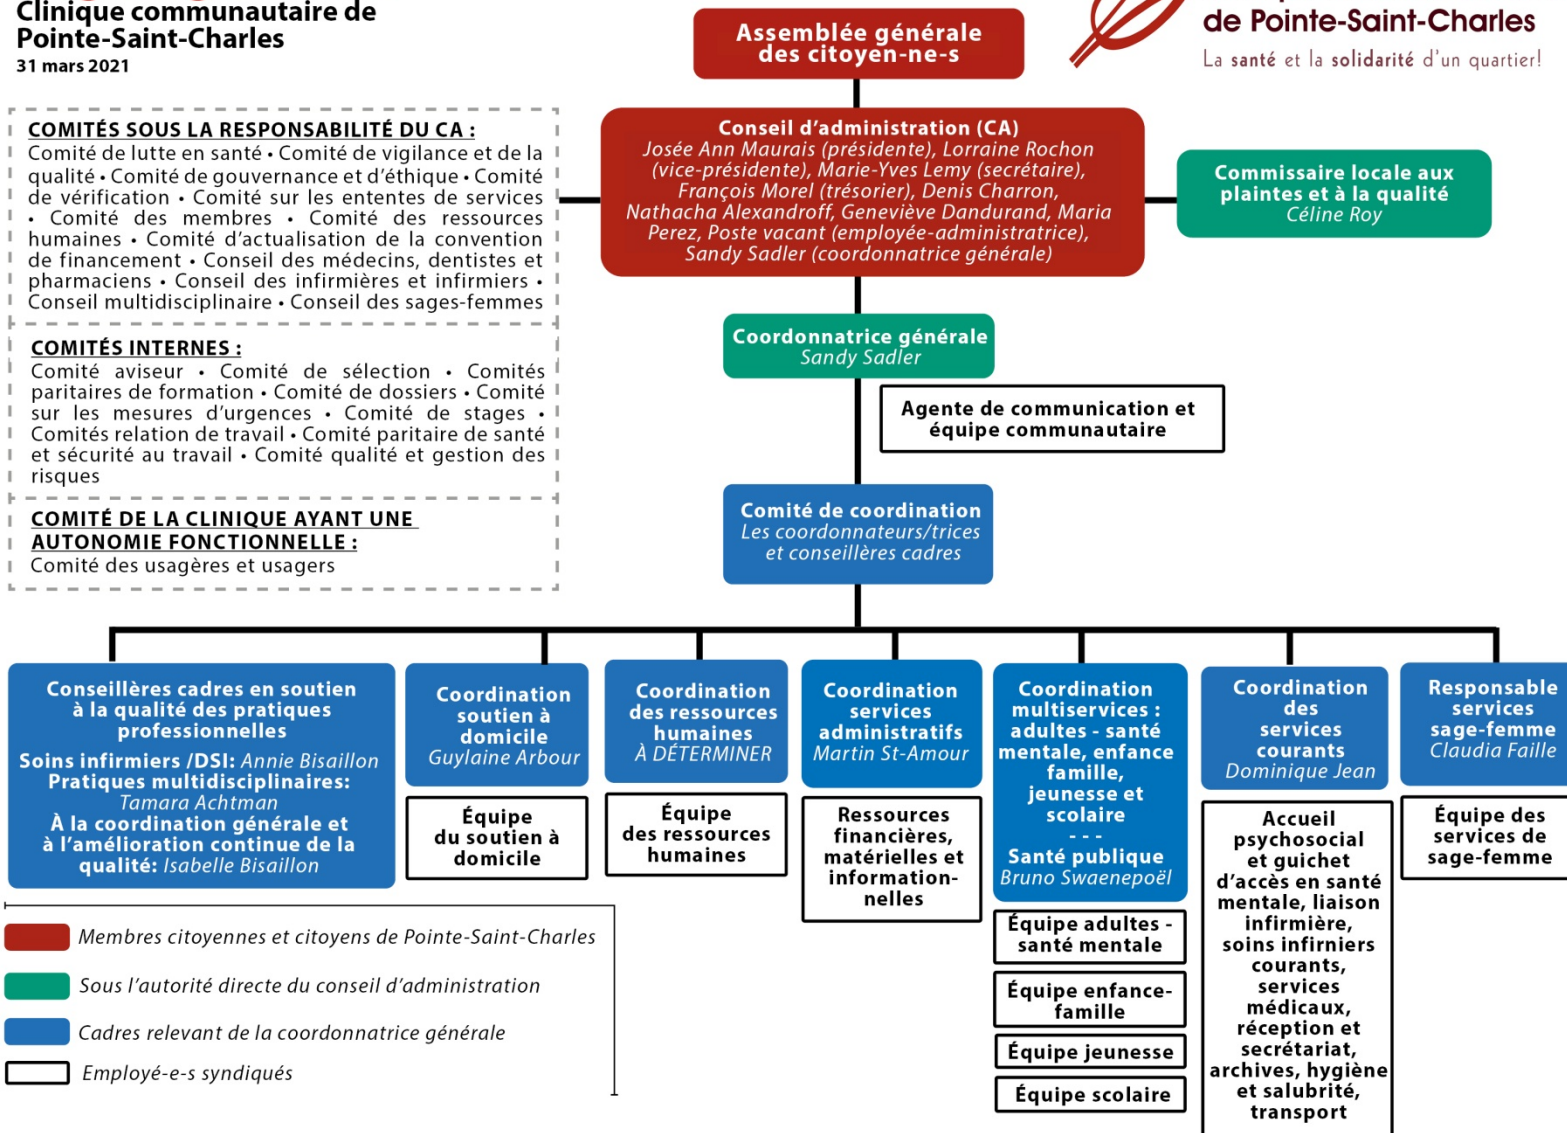 Clinique communautaire de
Pointe-Saint-Charles
31 mars 2021
de Pointe-Saint-Charles
La santé et la solidarité d'un quartier!
Assemblée générale
des citoyen-ne-s
Conseil d'administration (CA)
Josée Ann Maurais (présidente), Lorraine Rochon
(vice-présidente), Marie-Yves Lemy (secrétaire),
François Morel (trésorier), Denis Charron,
Nathacha Alexandroff, Geneviève Dandurand, Maria
Perez, Poste vacant (employée-administratrice),
Sandy Sadler (coordonnatrice générale)
Commissaire locale aux
plaintes et à la qualité
Céline Roy
COMITÉS SOUS LA RESPONSABILITÉ DU CA :
Comité de lutte en santé • Comité de vigilance et de la
qualité • Comité de gouvernance et d'éthique • Comité
de vérification • Comité sur les ententes de services
• Comité des membres • Comité des ressources
humaines • Comité d'actualisation de la convention
de financement • Conseil des médecins, dentistes et
pharmaciens • Conseil des infirmières et infirmiers •
Conseil multidisciplinaire • Conseil des sages-femmes
COMITÉS INTERNES :
Comité aviseur • Comité de sélection • Comités
paritaires de formation • Comité de dossiers • Comité
sur les mesures d'urgences • Comité de stages •
Comités relation de travail • Comité paritaire de santé
et sécurité au travail • Comité qualité et gestion des
risques
COMITÉ DE LA CLINIQUE AYANT UNE
AUTONOMIE FONCTIONNELLE :
Comité des usagères et usagers
Coordonnatrice générale
Sandy Sadler
Agente de communication et
équipe communautaire
Comité de coordination
Les coordonnateurs/trices
et conseillères cadres
Conseillères cadres en soutien
à la qualité des pratiques
professionnelles
Soins infirmiers /DSI: Annie Bisaillon
Pratiques multidisciplinaires:
Tamara Achtman
À la coordination générale et
à l'amélioration continue de la
qualité: Isabelle Bisaillon
Coordination
soutien à
domicile
Guylaine Arbour
Équipe
du soutien à
domicile
Coordination
des ressources
humaines
À DÉTERMINER
Équipe
des ressources
humaines
Coordination
services
administratifs
Martin St-Amour
Ressources
financières,
matérielles et
information-
nelles
Coordination
multiservices :
adultes - santé
mentale, enfance
famille,
jeunesse et
scolaire
- - -
Santé publique
Bruno Swaenepoël
Équipe adultes -
santé mentale
Équipe enfance-
famille
Équipe jeunesse
Équipe scolaire
Coordination
des
services
courants
Dominique Jean
Accueil
psychosocial
et guichet
d'accès en santé
mentale, liaison
infirmière,
soins infirniers
courants,
services
médicaux,
réception et
secrétariat,
archives, hygiène
et salubrité,
transport
Responsable
services
sage-femme
Claudia Faille
Équipe des
services de
sage-femme
Membres citoyennes et citoyens de Pointe-Saint-Charles
Sous l'autorité directe du conseil d'administration
Cadres relevant de la coordonnatrice générale
Employé-e-s syndiqués